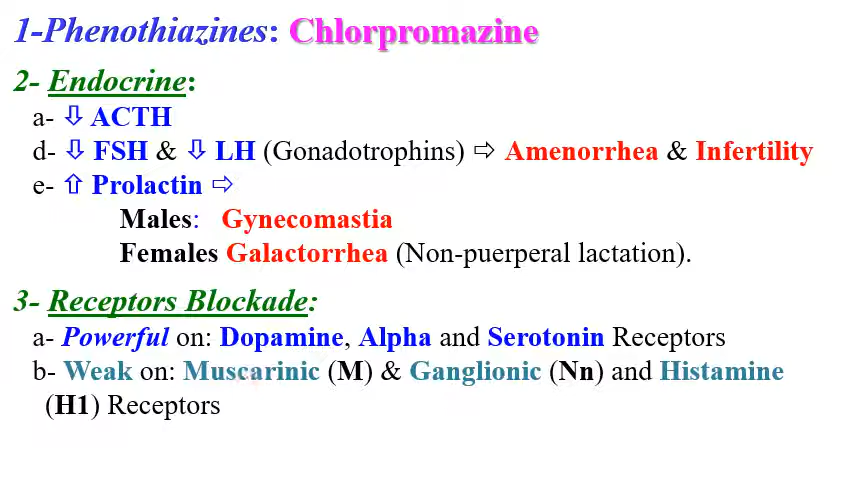 1-Phenothiazines: Chlorpromazine
2- Endocrine:
a- ⇩ ACTH
d- ⇩ FSH & ⇩ LH (Gonadotrophins) ⇨ Amenorrhea & Infertility
e- ⇧ Prolactin ⇨
Males: Gynecomastia
Females Galactorrhea (Non-puerperal lactation).
3- Receptors Blockade:
a- Powerful on: Dopamine, Alpha and Serotonin Receptors
b- Weak on: Muscarinic (M) & Ganglionic (Nn) and Histamine
(H1) Receptors